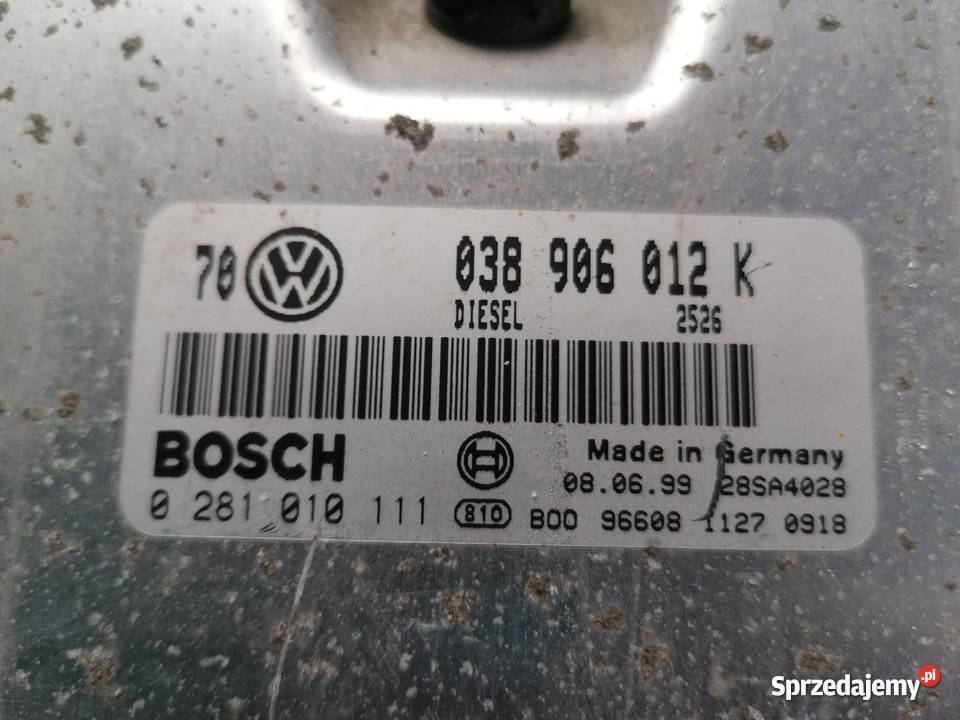 70 VW 038 906 012 K
DIESEL 2526
BOSCH
Made in Germany
08.06.99 28SA4028
0 281 010 111 810 B00 96608 1127 0918
Sprzedajemy.pl